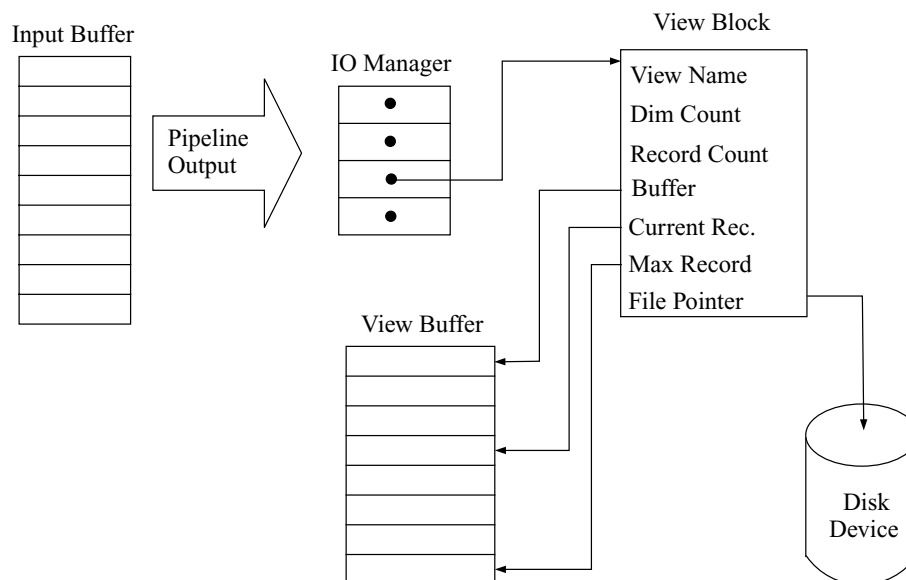 Input Buffer
Pipeline
Output
IO Manager
View Block
View Name
Dim Count
Record Count
Buffer
Current Rec.
Max Record
File Pointer
View Buffer
Disk
Device